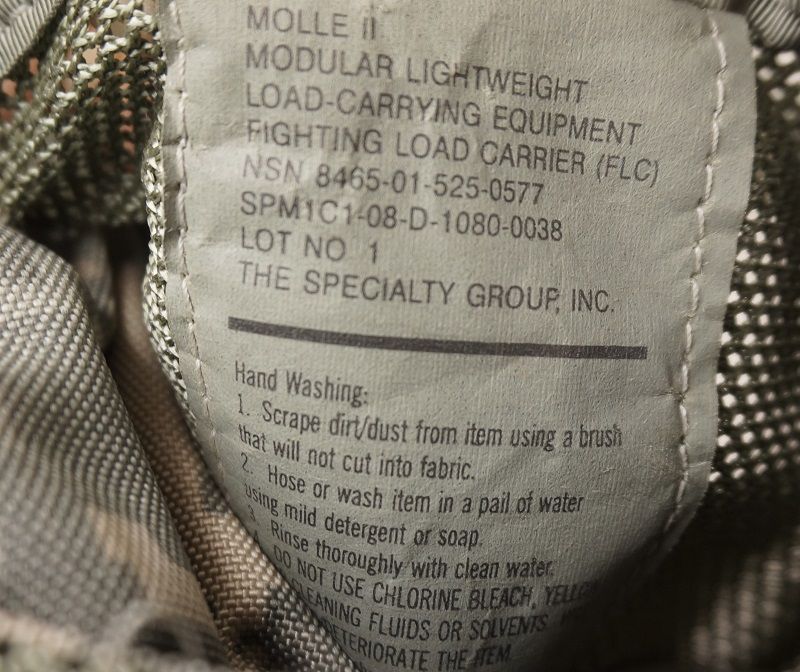 MOLLE II
MODULAR LIGHTWEIGHT
LOAD-CARRYING EQUIPMENT
FIGHTING LOAD CARRIER (FLC)
NSN 8465-01-525-0577
SPM1C1-08-D-1080-0038
LOT NO 1
THE SPECIALTY GROUP, INC.
Hand Washing:
1. Scrape dirt/dust from item using a brush
that will not cut into fabric.
2. Hose or wash item in a pail of water
using mild detergent or soap.
3. Rinse thoroughly with clean water.
4. DO NOT USE CHLORINE BLEACH,
CLEANING FLUIDS OR SOLVENTS
DETERIORATE THE ITEM.